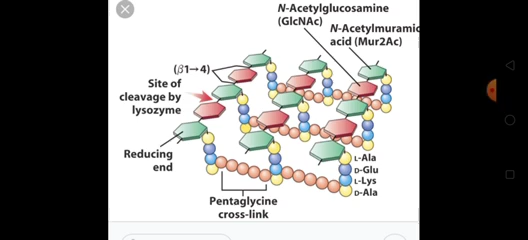 N-Acetylglucosamine
(GlcNAc)
N-Acetylmuramic
acid (Mur2Ac)
(β1→4)
Site of
cleavage by
lysozyme
Reducing
end
L-Ala
D-Glu
L-Lys
D-Ala
Pentaglycine
cross-link